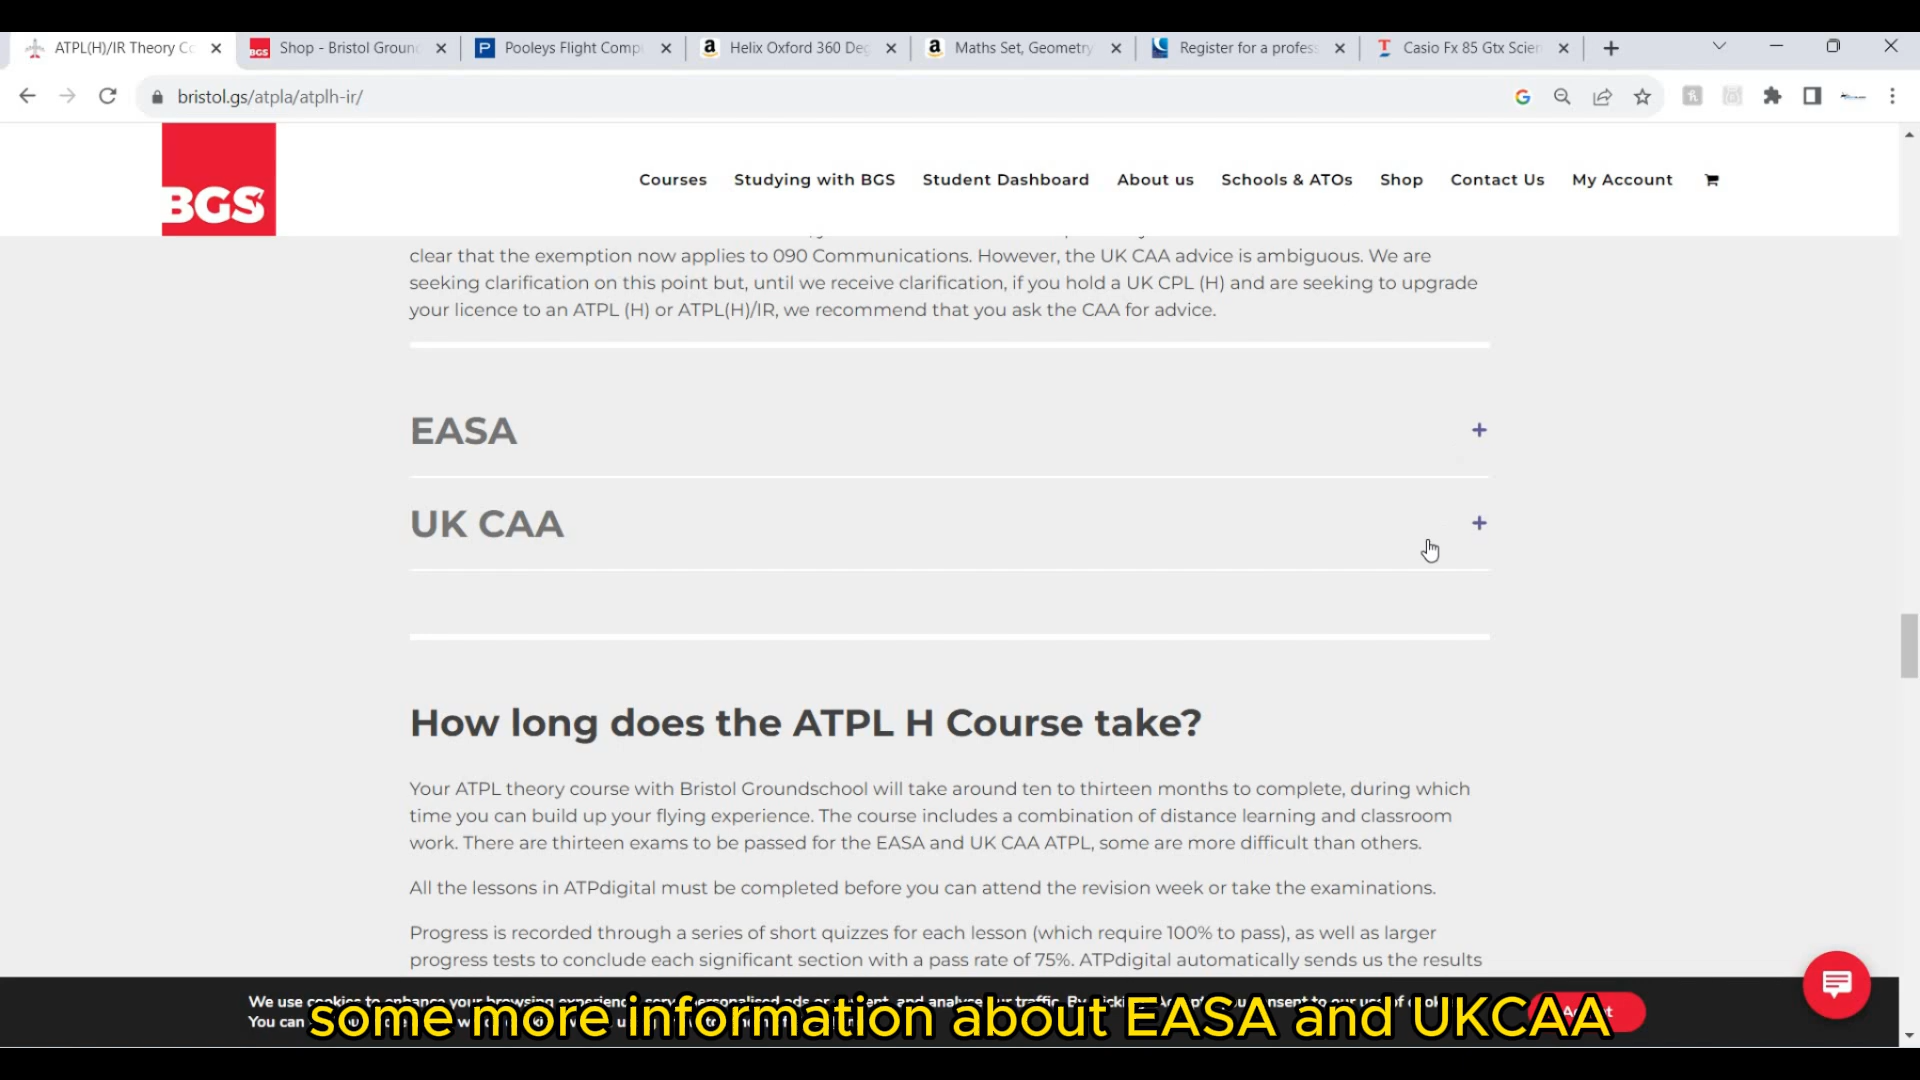 ATPL(H)/IR Theory Co
Shop - Bristol Groun
Pooleys Flight Comp
Helix Oxford 360 Deg
Maths Set, Geometry
Register for a profess
Casio Fx 85 Gtx Scien
bristol.gs/atpla/atplh-ir/
BGS
Courses
Studying with BGS
Student Dashboard
About us
Schools & ATOs
Shop
Contact Us
My Account
clear that the exemption now applies to 090 Communications. However, the UK CAA advice is ambiguous. We are
seeking clarification on this point but, until we receive clarification, if you hold a UK CPL (H) and are seeking to upgrade
your licence to an ATPL (H) or ATPL(H)/IR, we recommend that you ask the CAA for advice.
EASA
+
UK CAA
+
How long does the ATPL H Course take?
Your ATPL theory course with Bristol Groundschool will take around ten to thirteen months to complete, during which
time you can build up your flying experience. The course includes a combination of distance learning and classroom
work. There are thirteen exams to be passed for the EASA and UK CAA ATPL, some are more difficult than others.
All the lessons in ATPdigital must be completed before you can attend the revision week or take the examinations.
Progress is recorded through a series of short quizzes for each lesson (which require 100% to pass), as well as larger
progress tests to conclude each significant section with a pass rate of 75%. ATPdigital automatically sends us the results
We use cookies to enhance your browsing
You can
some more information about EASA and UKCAA